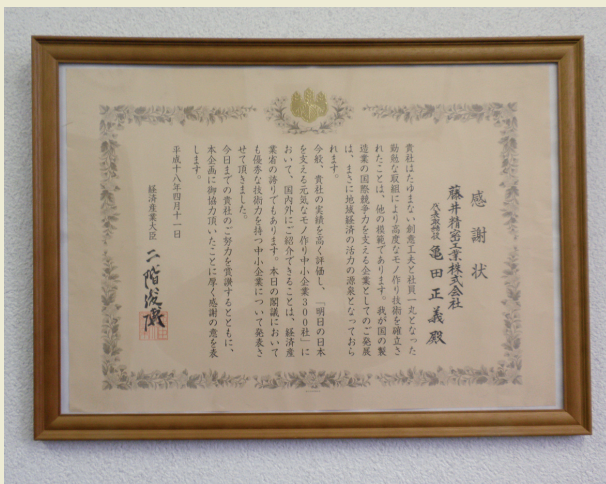 感謝状
藤井精密工業株式会社
代表取締役 亀田正義殿
貴社はたゆまない創意工夫と社員一丸となった
勤勉な取組により高度なモノ作り技術を確立さ
れたことは、他の模範であります。我が国の製
造業の国際競争力を支える企業としてのご発展
は、まさに地域経済の活力の源泉となっておら
れます。
今般、貴社の実績を高く評価し、「明日の日本
を支える元気なモノ作り中小企業300社」に
おいて、国内外にご紹介できることは、経済産
業省の誇りでもあります。本日の閣議において
も優秀な技術力を持つ中小企業について発表さ
せて頂きました。
今日までの貴社のご努力を賞讃するとともに、
本企画に御協力頂いたことに厚く感謝の意を表
します。
平成十八年四月十一日
経済産業大臣 二階俊博